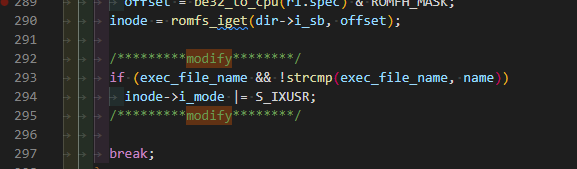 289 offset = be32_to_cpu(ri.spec) & ROMFH_MASK;
290 inode = romfs_iget(dir->i_sb, offset);
291
292 /*********modify********/
293 if (exec_file_name && !strcmp(exec_file_name, name))
294 inode->i_mode |= S_IXUSR;
295 /*********modify********/
296
297 break;